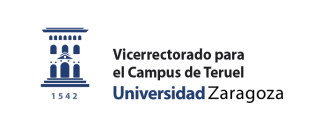 Vicerrectorado para
el Campus de Teruel
Universidad Zaragoza
1542